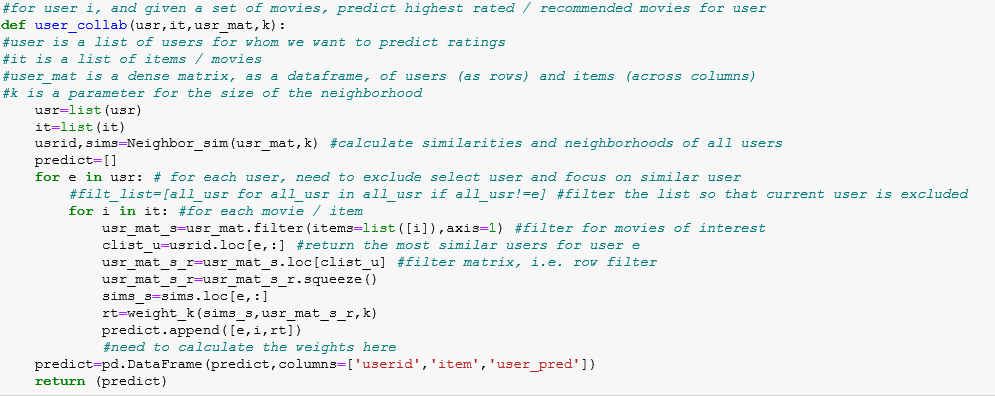 #for user i, and given a set of movies, predict highest rated / recommended movies for user
def user_collab(usr,it,usr_mat,k):
#user is a list of users for whom we want to predict ratings
#it is a list of items / movies
#user_mat is a dense matrix, as a dataframe, of users (as rows) and items (across columns)
#k is a parameter for the size of the neighborhood
    usr=list(usr)
    it=list(it)
    usrid,sims=Neighbor_sim(usr_mat,k) #calculate similarities and neighborhoods of all users
    predict=[]
    for e in usr: # for each user, need to exclude select user and focus on similar user
        #filt_list=[all_usr for all_usr in all_usr if all_usr!=e] #filter the list so that current user is excluded
        for i in it: #for each movie / item
            usr_mat_s=usr_mat.filter(items=list([i]),axis=1) #filter for movies of interest
            clist_u=usrid.loc[e,:] #return the most similar users for user e
            usr_mat_s_r=usr_mat_s.loc[clist_u] #filter matrix, i.e. row filter
            usr_mat_s_r=usr_mat_s_r.squeeze()
            sims_s=sims.loc[e,:]
            rt=weight_k(sims_s,usr_mat_s_r,k)
            predict.append([e,i,rt])
            #need to calculate the weights here
    predict=pd.DataFrame(predict,columns=['userid','item','user_pred'])
    return (predict)